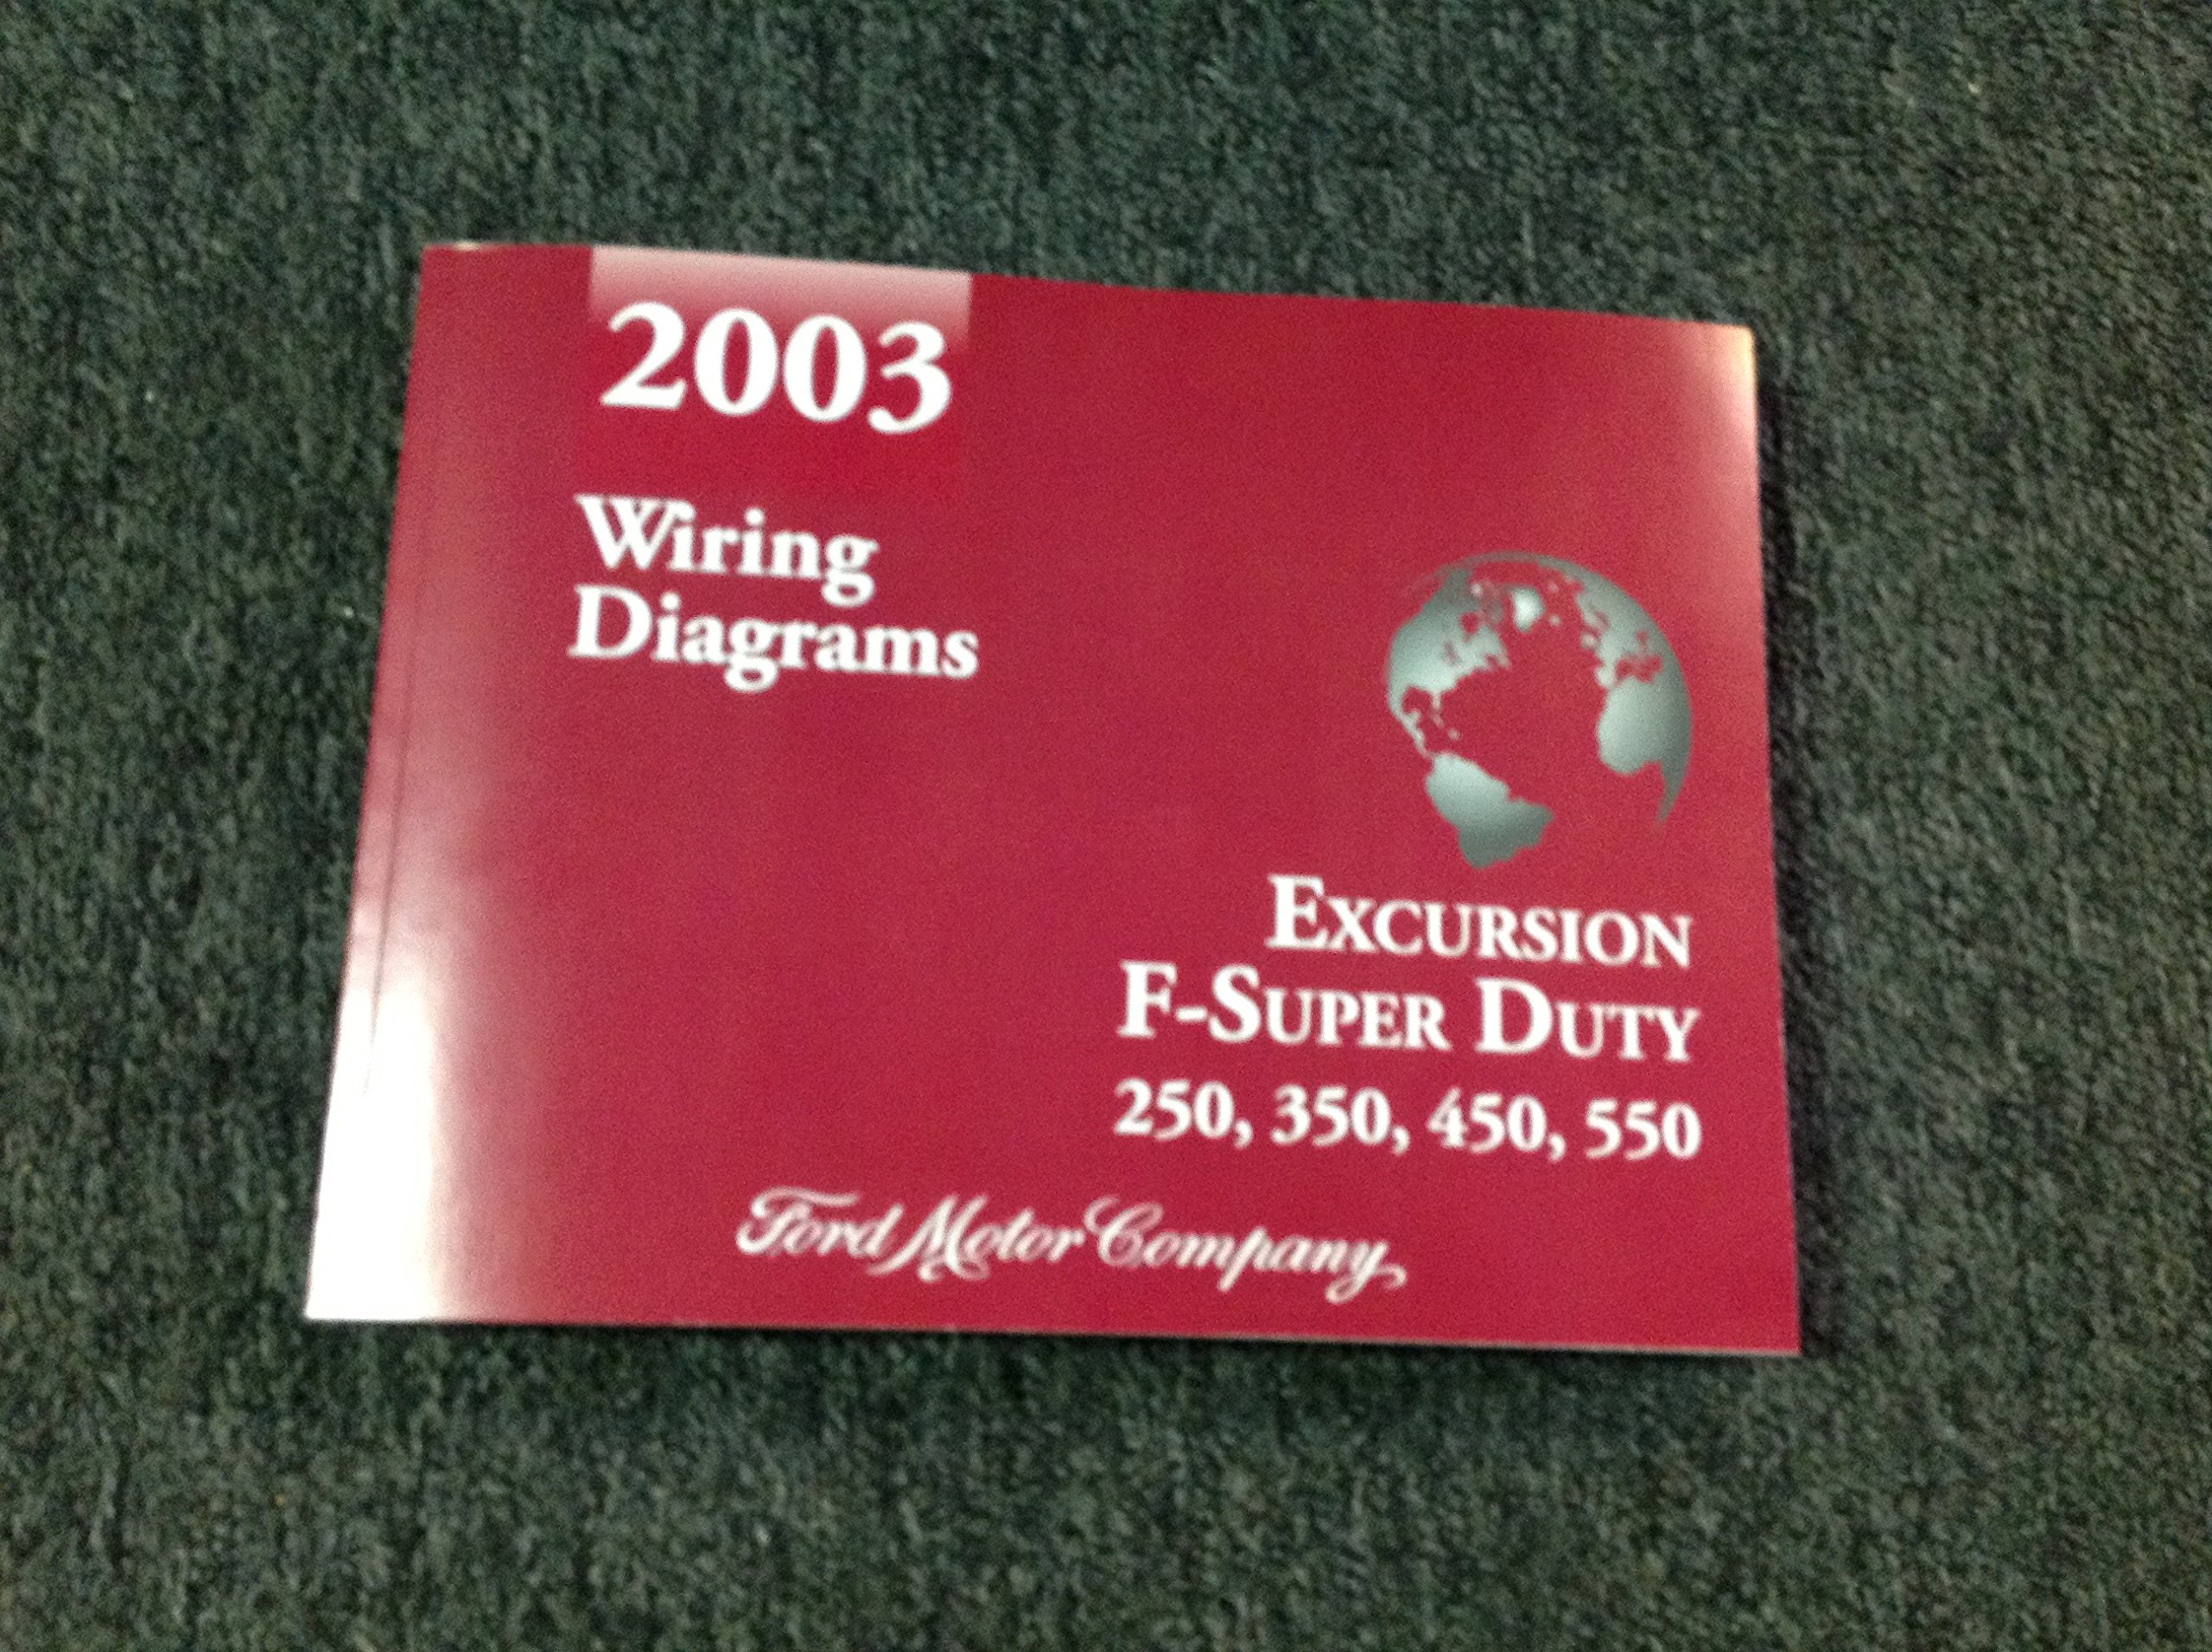 2003
Wiring
Diagrams
EXCURSION
F-SUPER DUTY
250, 350, 450, 550
Ford Motor Company